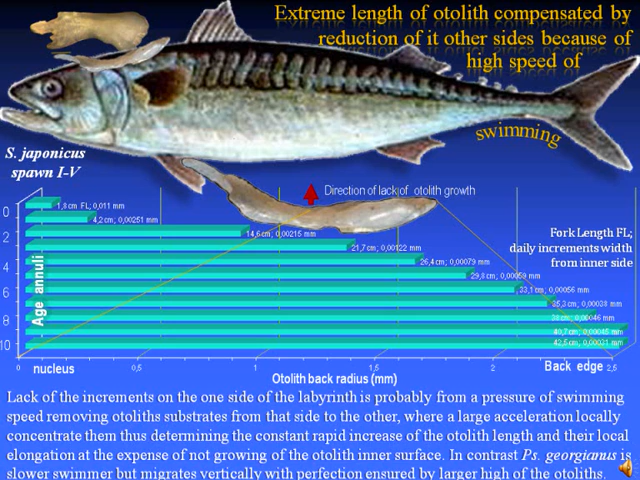 Extreme length of otolith compensated by
reduction of it other sides because of
high speed of
swimming
S. japonicus
spawn I-V
Direction of lack of otolith growth
Fork Length FL;
daily increments width
from inner side
Age annuli
0
2
4
6
8
10
1,8 cm FL; 0,011 mm
4,2 cm; 0,00251 mm
14,6 cm; 0,00215 mm
21,7 cm; 0,00122 mm
26,4 cm; 0,00079 mm
29,8 cm; 0,00059 mm
33,1 cm; 0,00056 mm
35,3 cm; 0,00038 mm
38 cm; 0,00046 mm
40,7 cm; 0,00045 mm
42,5 cm; 0,00031 mm
0 0,5 1 1,5 2 2,5
nucleus
Back edge
Otolith back radius (mm)
Lack of the increments on the one side of the labyrinth is probably from a pressure of swimming
speed removing otoliths substrates from that side to the other, where a large acceleration locally
concentrate them thus determining the constant rapid increase of the otolith length and their local
elongation at the expense of not growing of the otolith inner surface. In contrast Ps. georgianus is
slower swimmer but migrates vertically with perfection ensured by larger high of the otoliths.